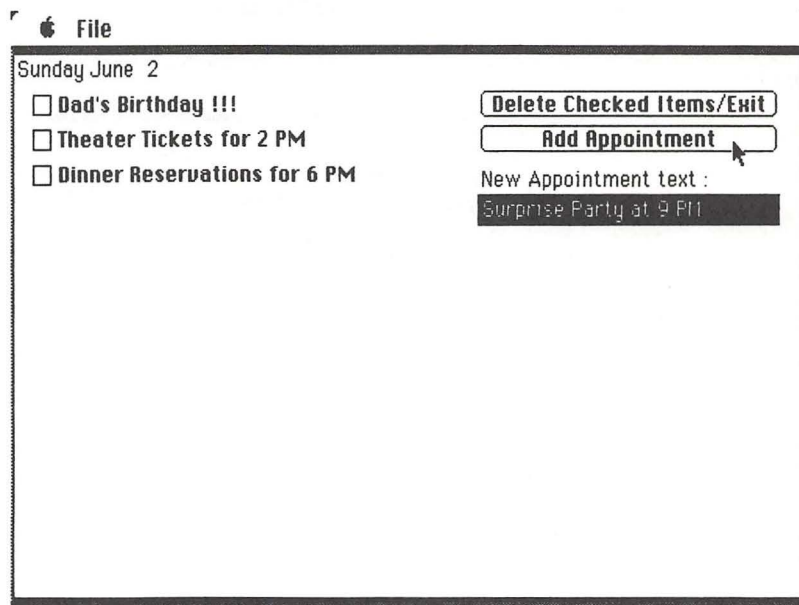 File
Sunday June 2
Dad's Birthday !!!
Theater Tickets for 2 PM
Dinner Reservations for 6 PM
Delete Checked Items/Exit
Add Appointment
New Appointment text :
Surprise Party at 9 PM